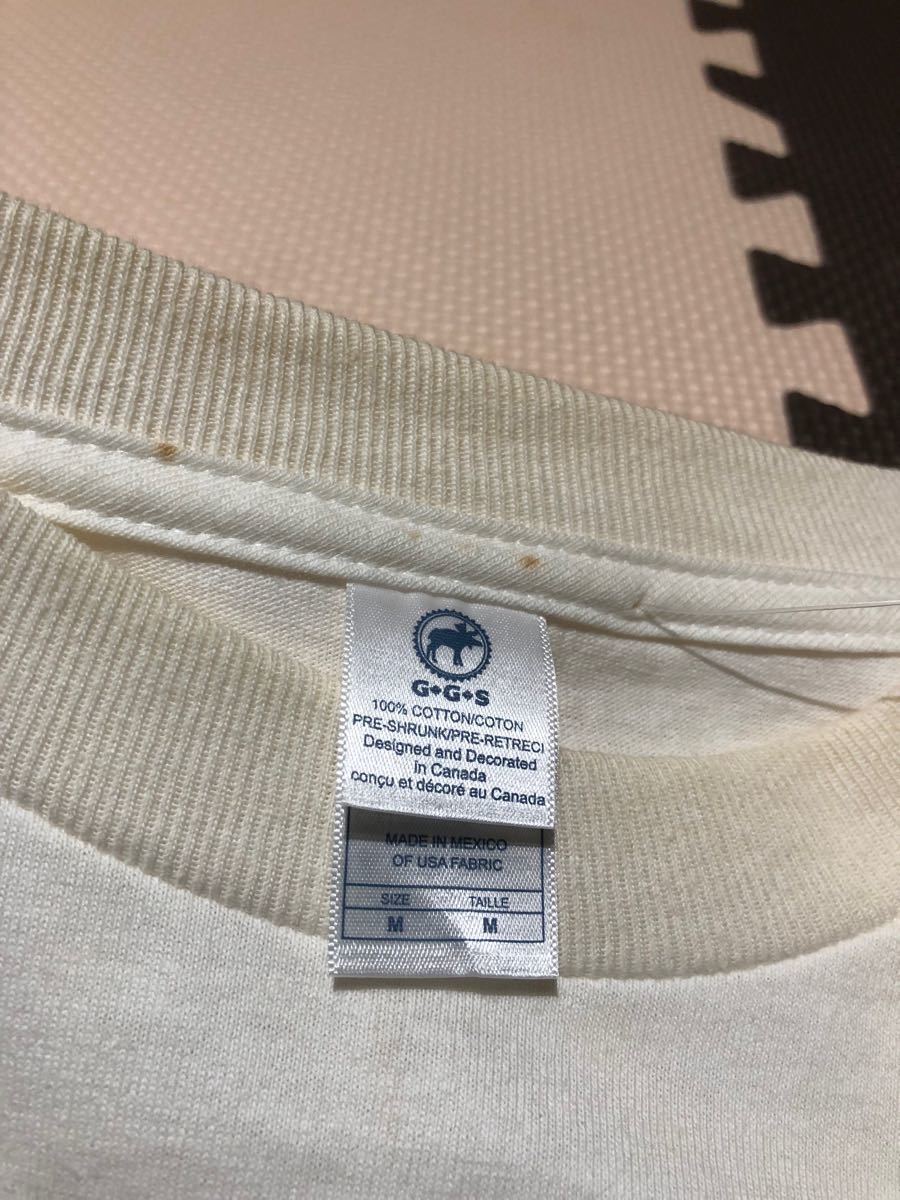 G♦G♦S
100% COTTON/COTON
PRE-SHRUNK/PRE-RETRECI
Designed and Decorated
in Canada
conçu et décoré au Canada
MADE IN MEXICO
OF USA FABRIC
SIZE TAILLE
M M